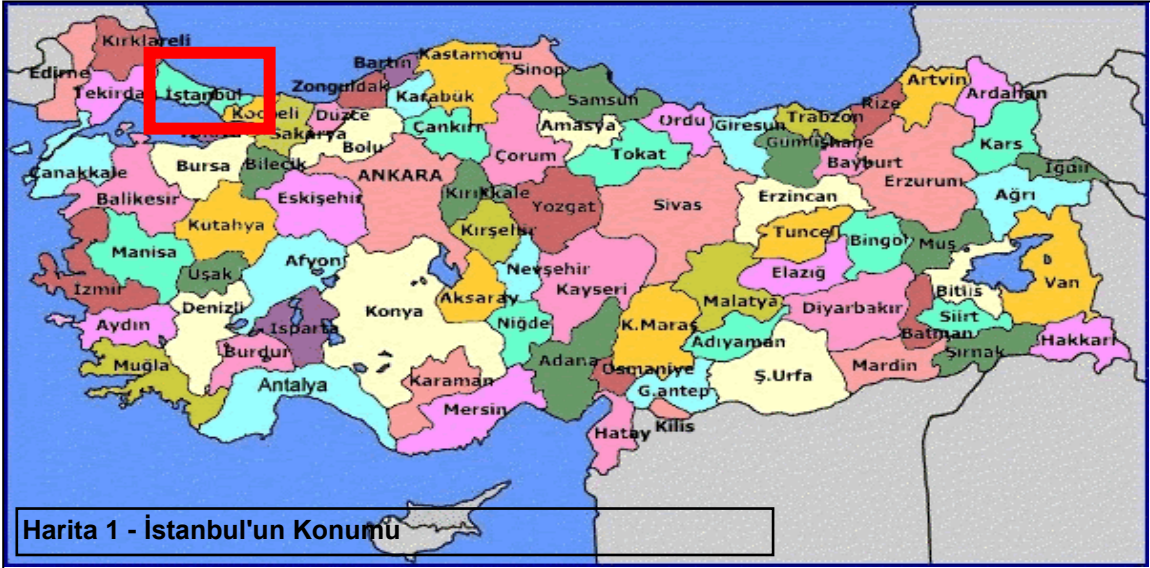 Kırklareli
Edirne
Tekirda
İstanbul
Kocaeli
Sakarya
Düzce
Zonguldak
Bartın
Karabük
Kastamonu
Sinop
Samsun
Ordu
Giresun
Trabzon
Rize
Artvin
Ardahan
Kars
Iğdır
Çanakkale
Balikesir
Bursa
Bilecik
Bolu
Çankırı
Çorum
Amasya
Tokat
Gümüşhane
Bayburt
Erzurum
Ağrı
Eskişehir
ANKARA
Kırıkkale
Yozgat
Sivas
Erzincan
Tunceli
Bingol
Muş
Kutahya
Kırşehir
Manisa
Uşak
Afyon
Nevşehir
Kayseri
Malatya
Elazığ
Diyarbakır
Bitlis
Van
İzmir
Denizli
Isparta
Konya
Aksaray
Niğde
K.Maraş
Adıyaman
Batman
Siirt
Şırnak
Hakkari
Aydın
Muğla
Burdur
Antalya
Karaman
Mersin
Adana
Osmaniye
G.antep
Ş.Urfa
Mardin
Hatay
Kilis
Harita 1 - İstanbul'un Konumu